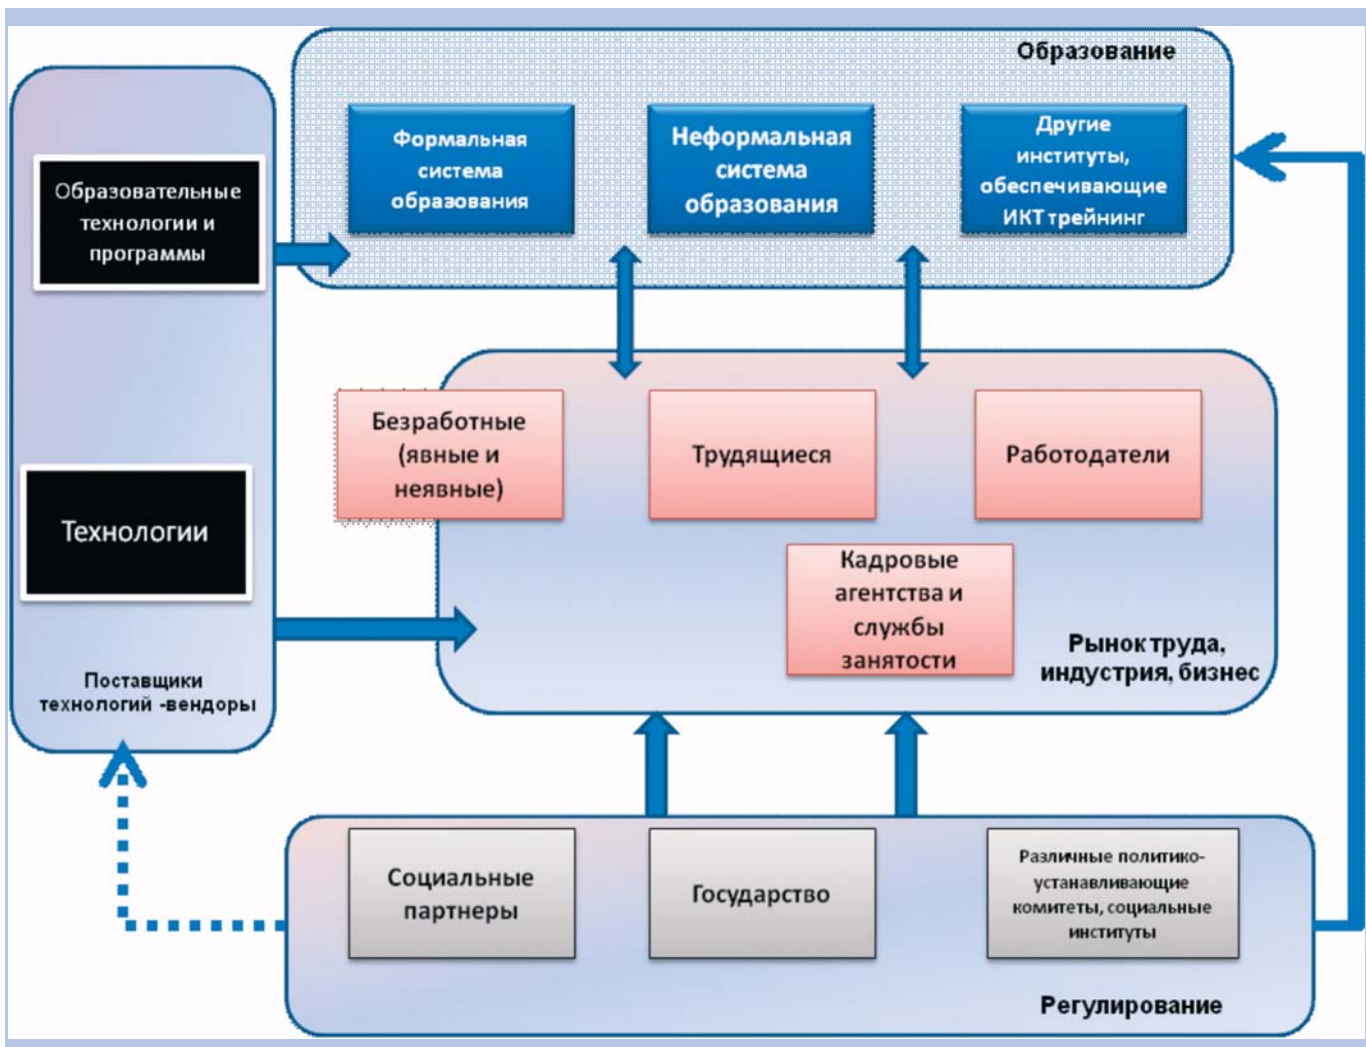 Образование
Формальная
система
образования
Неформальная
система
образования
Другие
институты,
обеспечивающие
ИКТ трейнинг
Образовательные
технологии и
программы
Технологии
Поставщики
технологий -вендоры
Безработные
(явные и
неявные)
Трудящиеся
Работодатели
Кадровые
агентства и
службы
занятости
Рынок труда,
индустрия, бизнес
Социальные
партнеры
Государство
Различные политико-
устанавливающие
комитеты, социальные
институты
Регулирование